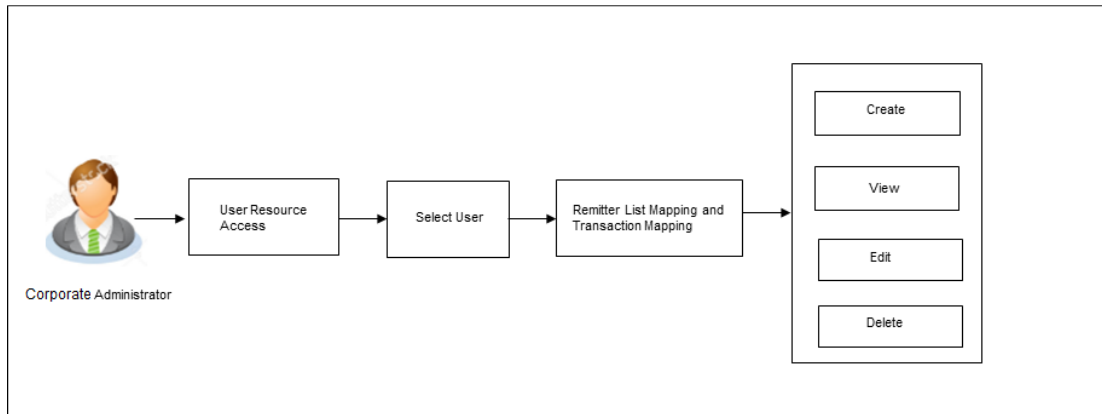 Corporate Administrator
User Resource
Access
Select User
Remitter List Mapping and
Transaction Mapping
Create
View
Edit
Delete